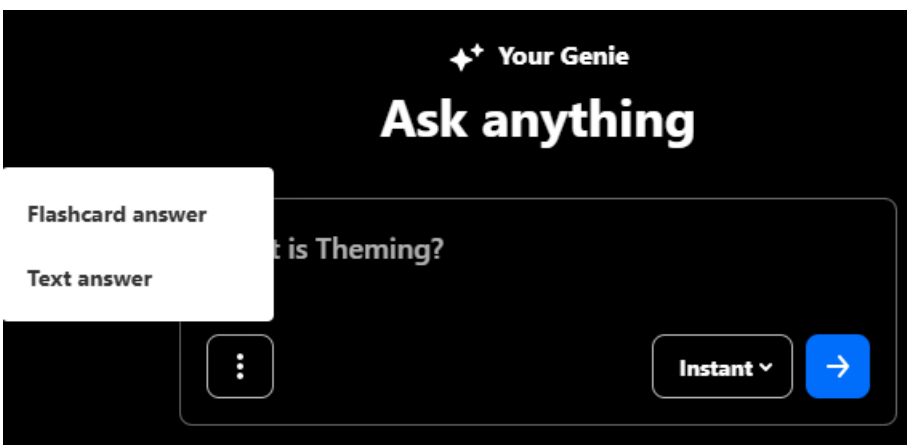 Your Genie
Ask anything
Flashcard answer
Text answer
is Theming?
Instant